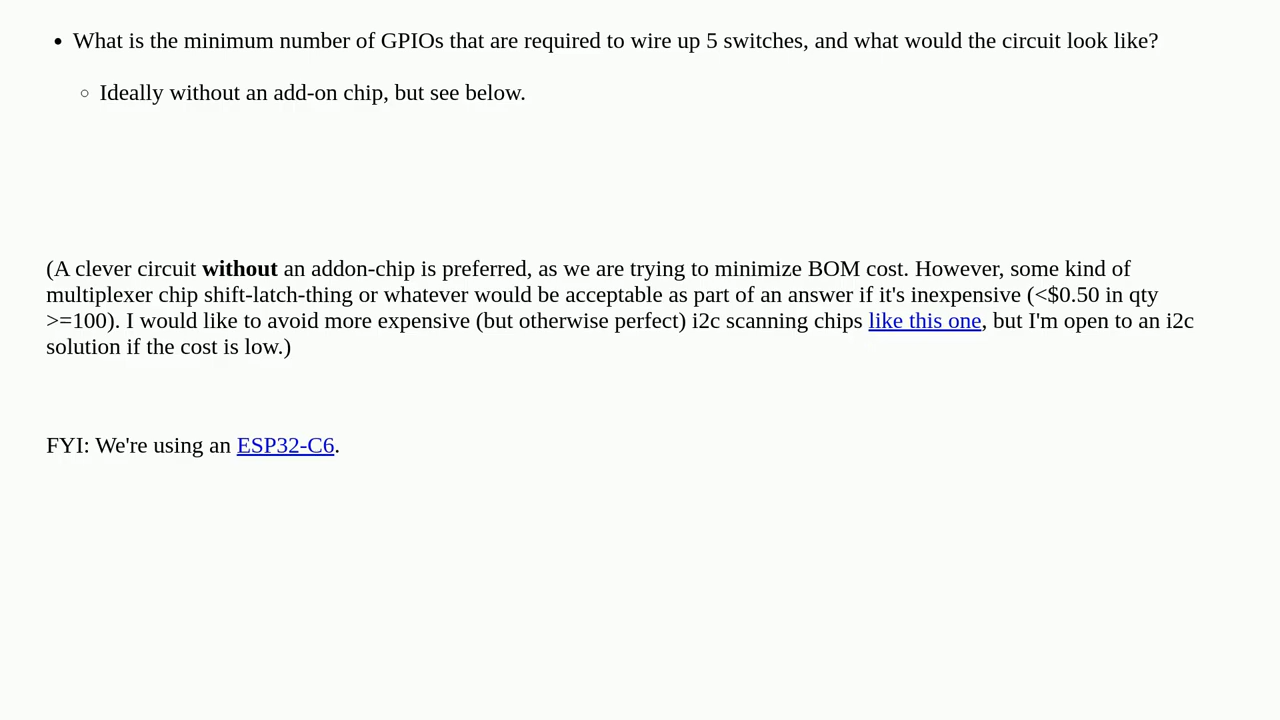 What is the minimum number of GPIOs that are required to wire up 5 switches, and what would the circuit look like?
Ideally without an add-on chip, but see below.
(A clever circuit without an addon-chip is preferred, as we are trying to minimize BOM cost. However, some kind of
multiplexer chip shift-latch-thing or whatever would be acceptable as part of an answer if it's inexpensive (<$0.50 in qty
>=100). I would like to avoid more expensive (but otherwise perfect) i2c scanning chips like this one, but I'm open to an i2c
solution if the cost is low.)
FYI: We're using an ESP32-C6.